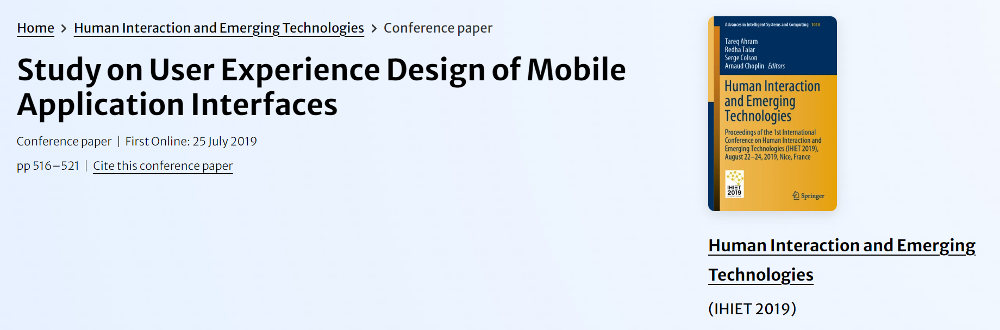 Home > Human Interaction and Emerging Technologies > Conference paper
Study on User Experience Design of Mobile
Application Interfaces
Conference paper | First Online: 25 July 2019
pp 516–521 | Cite this conference paper
Advances in Intelligent Systems and Computing 1018
Tareq Ahram
Redha Taiar
Serge Colson
Arnaud Choplin Editors
Human Interaction
and Emerging
Technologies
Proceedings of the 1st International
Conference on Human Interaction and
Emerging Technologies (IHIET 2019),
August 22–24, 2019, Nice, France
iHiET
2019
Springer
Human Interaction and Emerging
Technologies
(IHIET 2019)